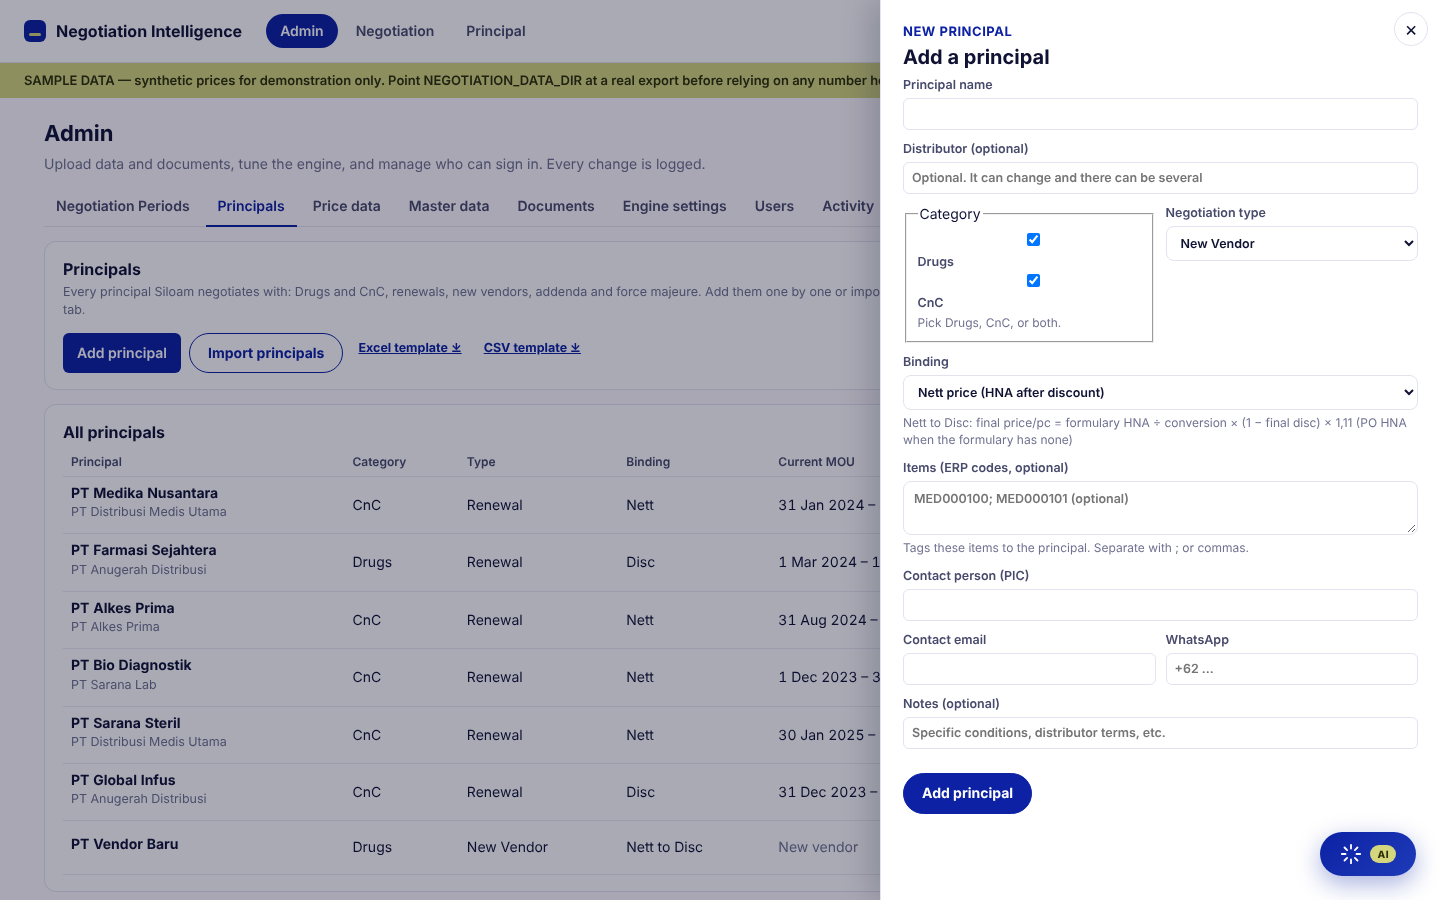 Negotiation Intelligence
Admin
Negotiation
Principal
SAMPLE DATA — synthetic prices for demonstration only. Point NEGOTIATION_DATA_DIR at a real export before relying on any number
Admin
Upload data and documents, tune the engine, and manage who can sign in. Every change is logged.
Negotiation Periods
Principals
Price data
Master data
Documents
Engine settings
Users
Activity
Principals
Every principal Siloam negotiates with: Drugs and CnC, renewals, new vendors, addenda and force majeure. Add them one by one or
tab.
Add principal
Import principals
Excel template
CSV template
All principals
Principal Category Type Binding Current MOU
PT Medika Nusantara
PT Distribusi Medis Utama
CnC Renewal Nett 31 Jan 2024 –
PT Farmasi Sejahtera
PT Anugerah Distribusi
Drugs Renewal Disc 1 Mar 2024 – 1
PT Alkes Prima
PT Alkes Prima
CnC Renewal Nett 31 Aug 2024 –
PT Bio Diagnostik
PT Sarana Lab
CnC Renewal Nett 1 Dec 2023 – 3
PT Sarana Steril
PT Distribusi Medis Utama
CnC Renewal Nett 30 Jan 2025 –
PT Global Infus
PT Anugerah Distribusi
CnC Renewal Disc 31 Dec 2023 –
PT Vendor Baru
Drugs New Vendor Nett to Disc New vendor
NEW PRINCIPAL
Add a principal
Principal name
Distributor (optional)
Optional. It can change and there can be several
Category
Drugs
CnC
Pick Drugs, CnC, or both.
Negotiation type
New Vendor
Binding
Nett price (HNA after discount)
Nett to Disc: final price/pc = formulary HNA ÷ conversion × (1 − final disc) × 1,11 (PO HNA
when the formulary has none)
Items (ERP codes, optional)
MED000100; MED000101 (optional)
Tags these items to the principal. Separate with ; or commas.
Contact person (PIC)
Contact email
WhatsApp
+62 ...
Notes (optional)
Specific conditions, distributor terms, etc.
Add principal
AI